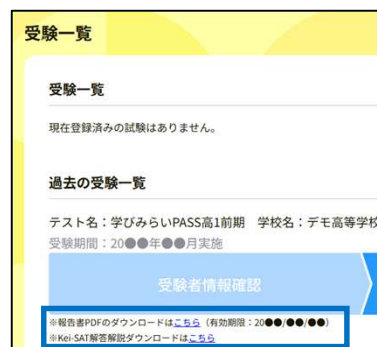 受験一覧
受験一覧
現在登録済みの試験はありません。
過去の受験一覧
テスト名：学びみらいPASS高1前期　学校名：デモ高等学校
受験期間：20●●年●●月実施
受験者情報確認
※報告書PDFのダウンロードはこちら（有効期限：20●●/●●/●●）
※Kei-SAT解答解説ダウンロードはこちら